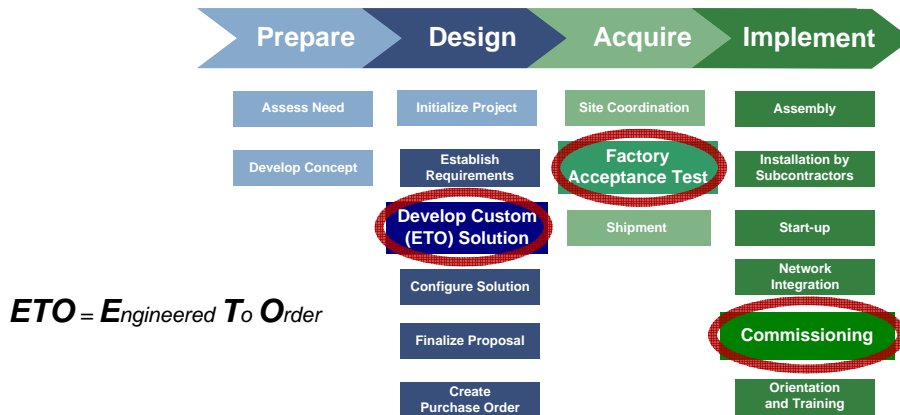 Prepare
Design
Acquire
Implement
Assess Need
Develop Concept
Initialize Project
Establish
Requirements
Develop Custom
(ETO) Solution
Configure Solution
Finalize Proposal
Create
Purchase Order
Site Coordination
Factory
Acceptance Test
Shipment
Assembly
Installation by
Subcontractors
Start-up
Network
Integration
Commissioning
Orientation
and Training
ETO = Engineered To Order